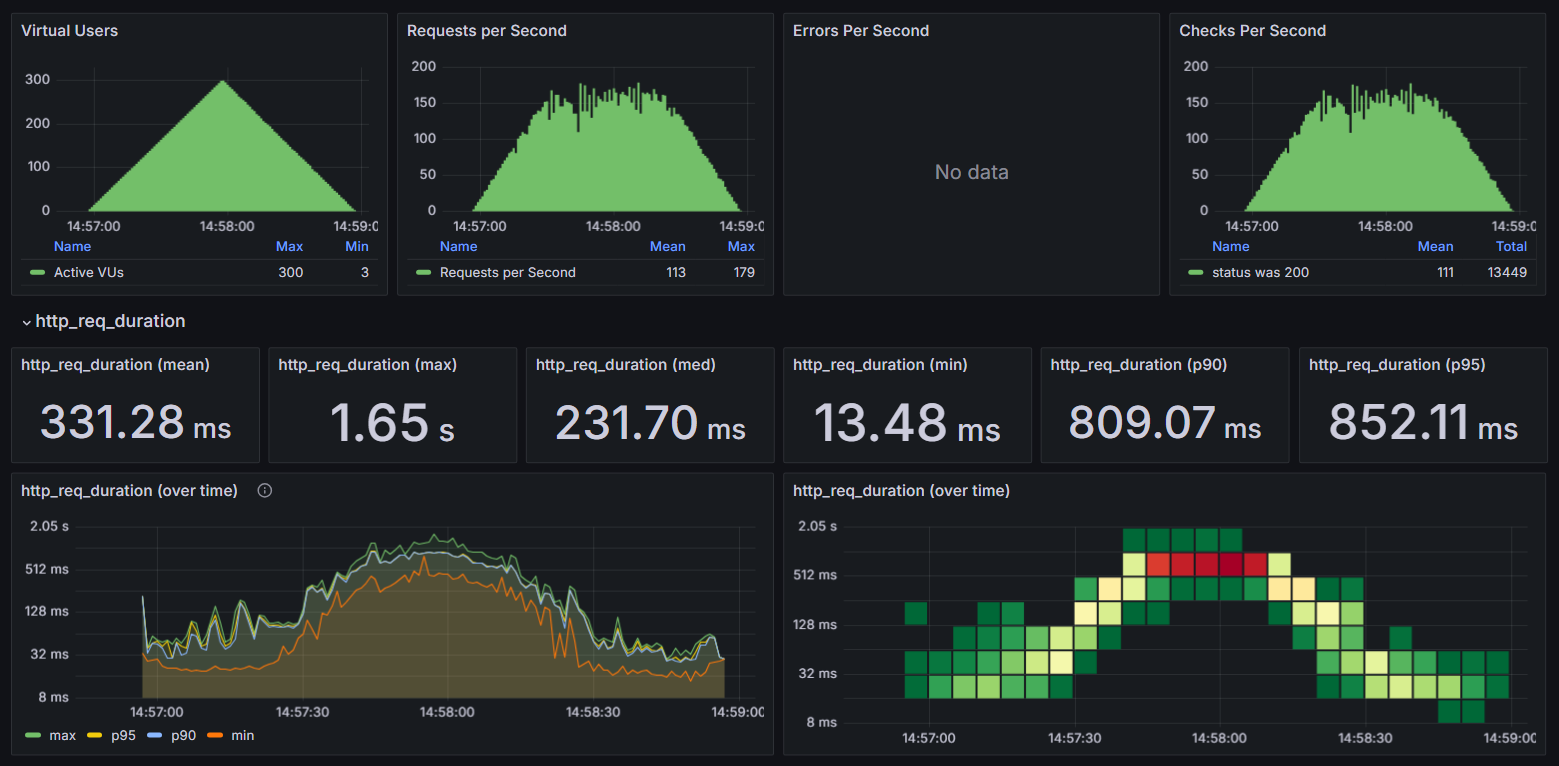 Virtual Users
300
200
100
0
14:57:00 14:58:00 14:59:0
Name Max Min
Active VUs 300 3
Requests per Second
200
150
100
50
0
14:57:00 14:58:00 14:59:0
Name Mean Max
Requests per Second 113 179
Errors Per Second
No data
Checks Per Second
200
150
100
50
0
14:57:00 14:58:00 14:59:0
Name Mean Total
status was 200 111 13449
http_req_duration
http_req_duration (mean)
331.28 ms
http_req_duration (max)
1.65 s
http_req_duration (med)
231.70 ms
http_req_duration (min)
13.48 ms
http_req_duration (p90)
809.07 ms
http_req_duration (p95)
852.11 ms
http_req_duration (over time)
2.05 s
512 ms
128 ms
32 ms
8 ms
14:57:00 14:57:30 14:58:00 14:58:30 14:59:00
max p95 p90 min
http_req_duration (over time)
2.05 s
512 ms
128 ms
32 ms
8 ms
14:57:00 14:57:30 14:58:00 14:58:30 14:59:00